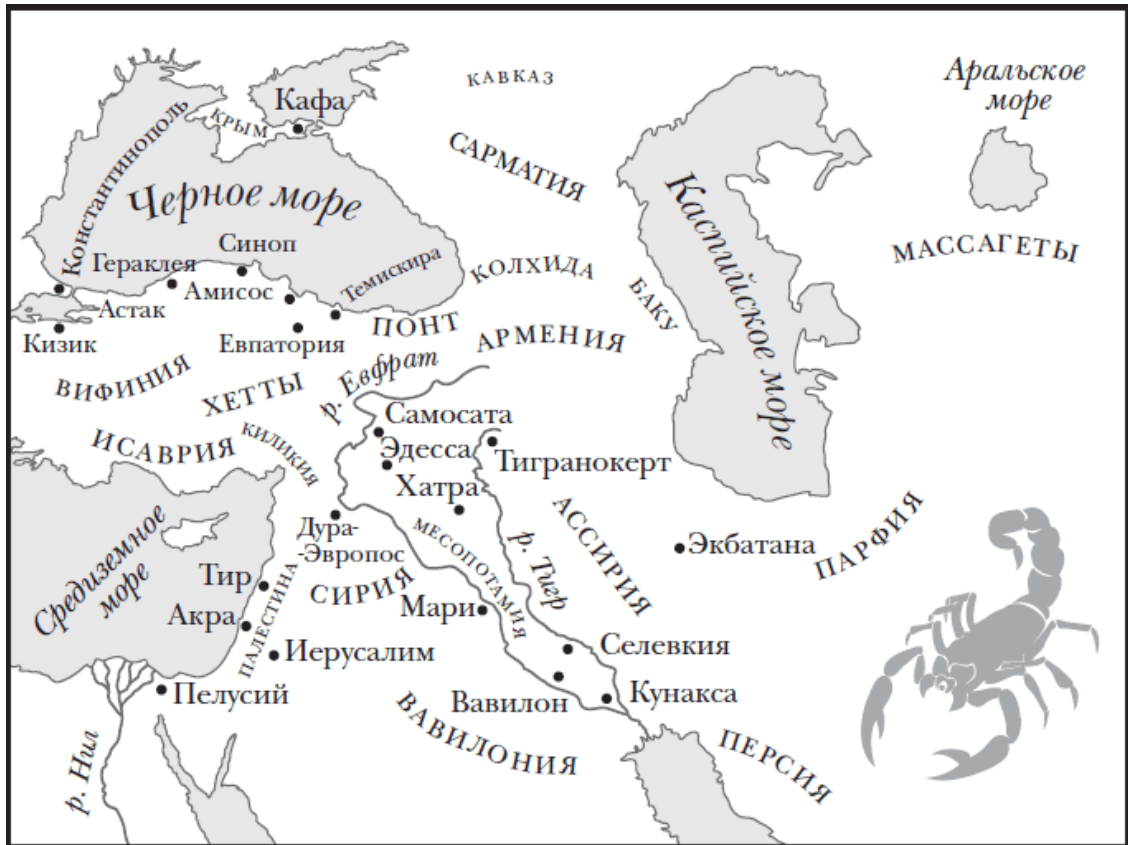 КАВКАЗ
Аральское
море
Кафа
КРЫМ
Константинополь
САРМАТИЯ
Черное море
Каспийское море
МАССАГЕТЫ
Синоп
Гераклея
КОЛХИДА
Темискира
Амисос
БАКУ
Астак
ПОНТ
АРМЕНИЯ
Кизик
Евпатория
р. Евфрат
ВИФИНИЯ
ХЕТТЫ
Самосата
ИСАВРИЯ
КИЛИКИЯ
Эдесса
Тигранокерт
Хатра
АССИРИЯ
Средиземное
море
Дура-
-Эвропос
МЕСОПОТАМИЯ
р. Тигр
Экбатана
ПАРФИЯ
Тир
СИРИЯ
Акра
ПАЛЕСТИНА
Мари
Иерусалим
Селевкия
Пелусий
Вавилон
Кунакса
ВАВИЛОНИЯ
р. Нил
ПЕРСИЯ